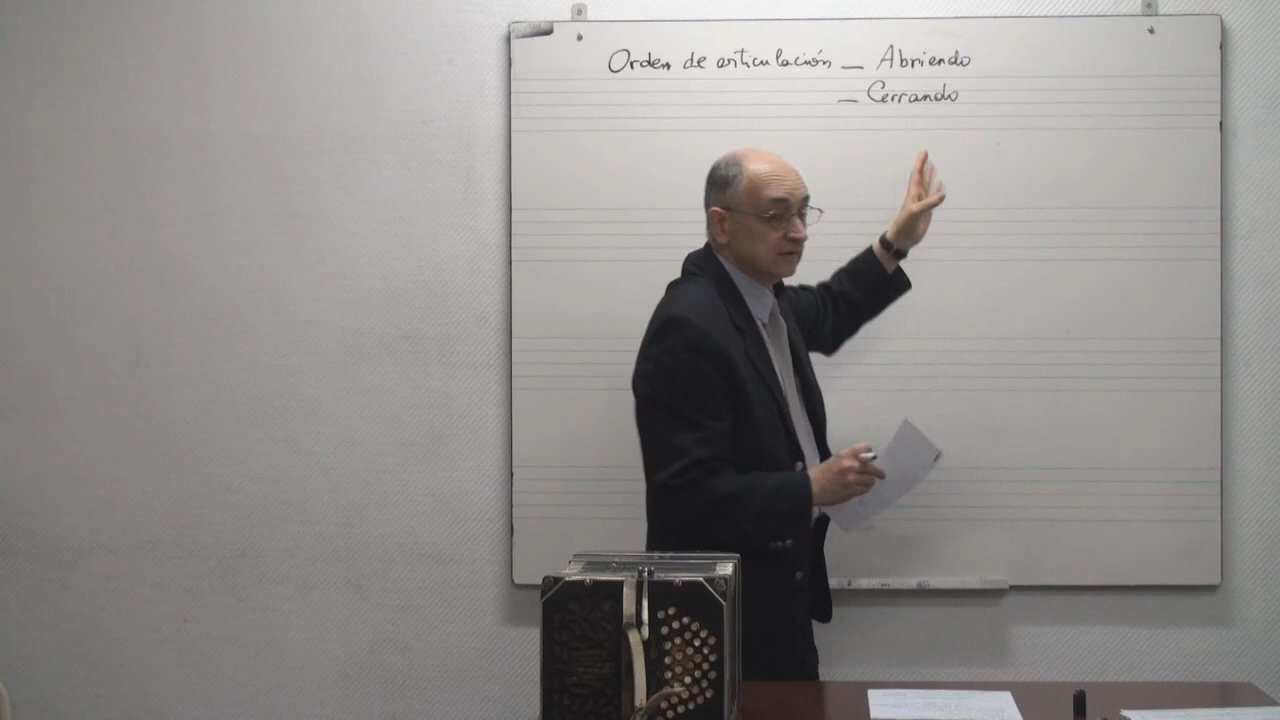 Orden de articulación — Abriendo
— Cerrando